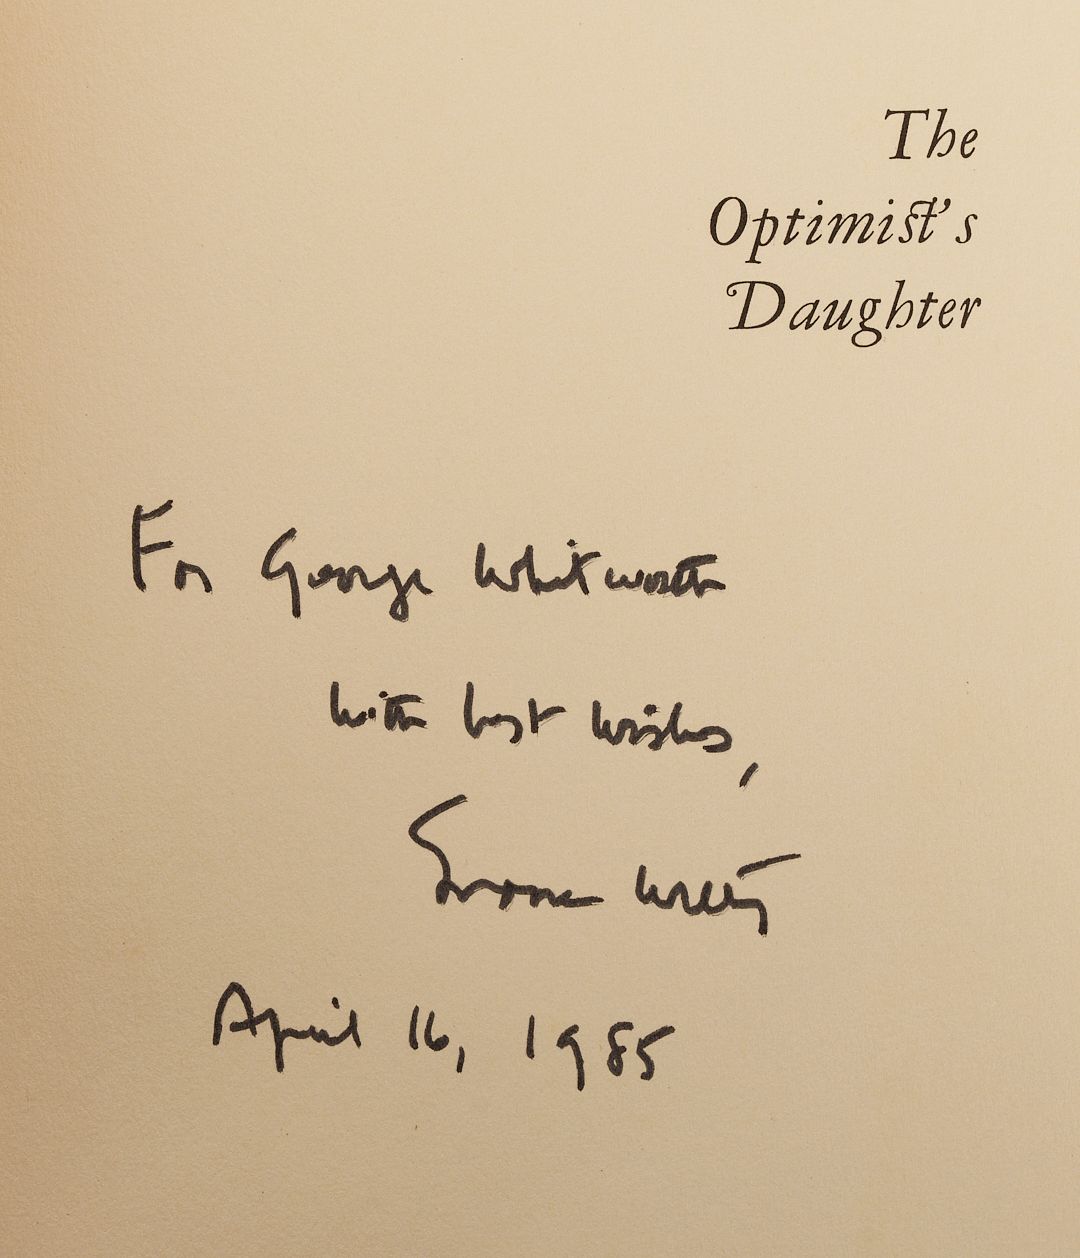 The
Optimist's
Daughter
For George Whitworth
with best wishes,
Eudora Welty
April 16, 1985